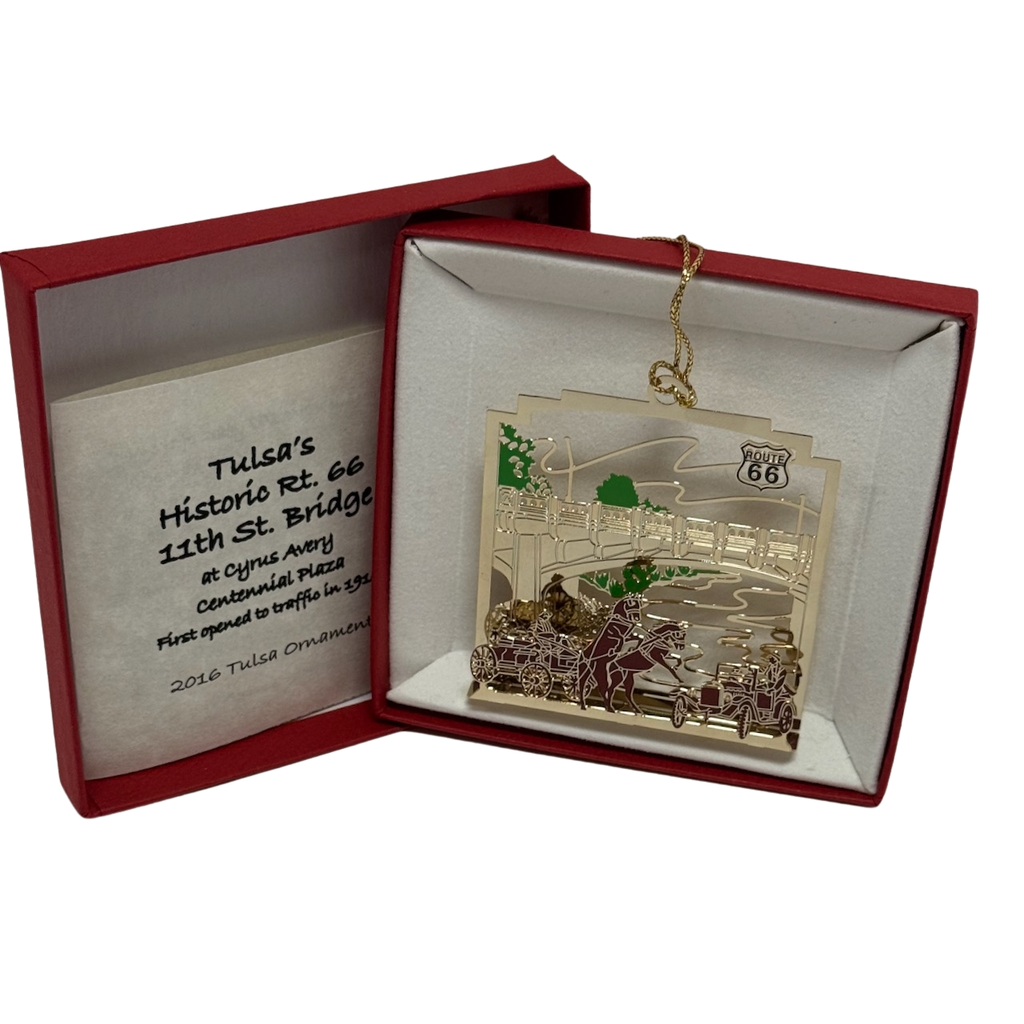 Tulsa's
Historic Rt. 66
11th St. Bridge
at Cyrus Avery
Centennial Plaza
First opened to traffic in
2016 Tulsa Ornament
ROUTE
66